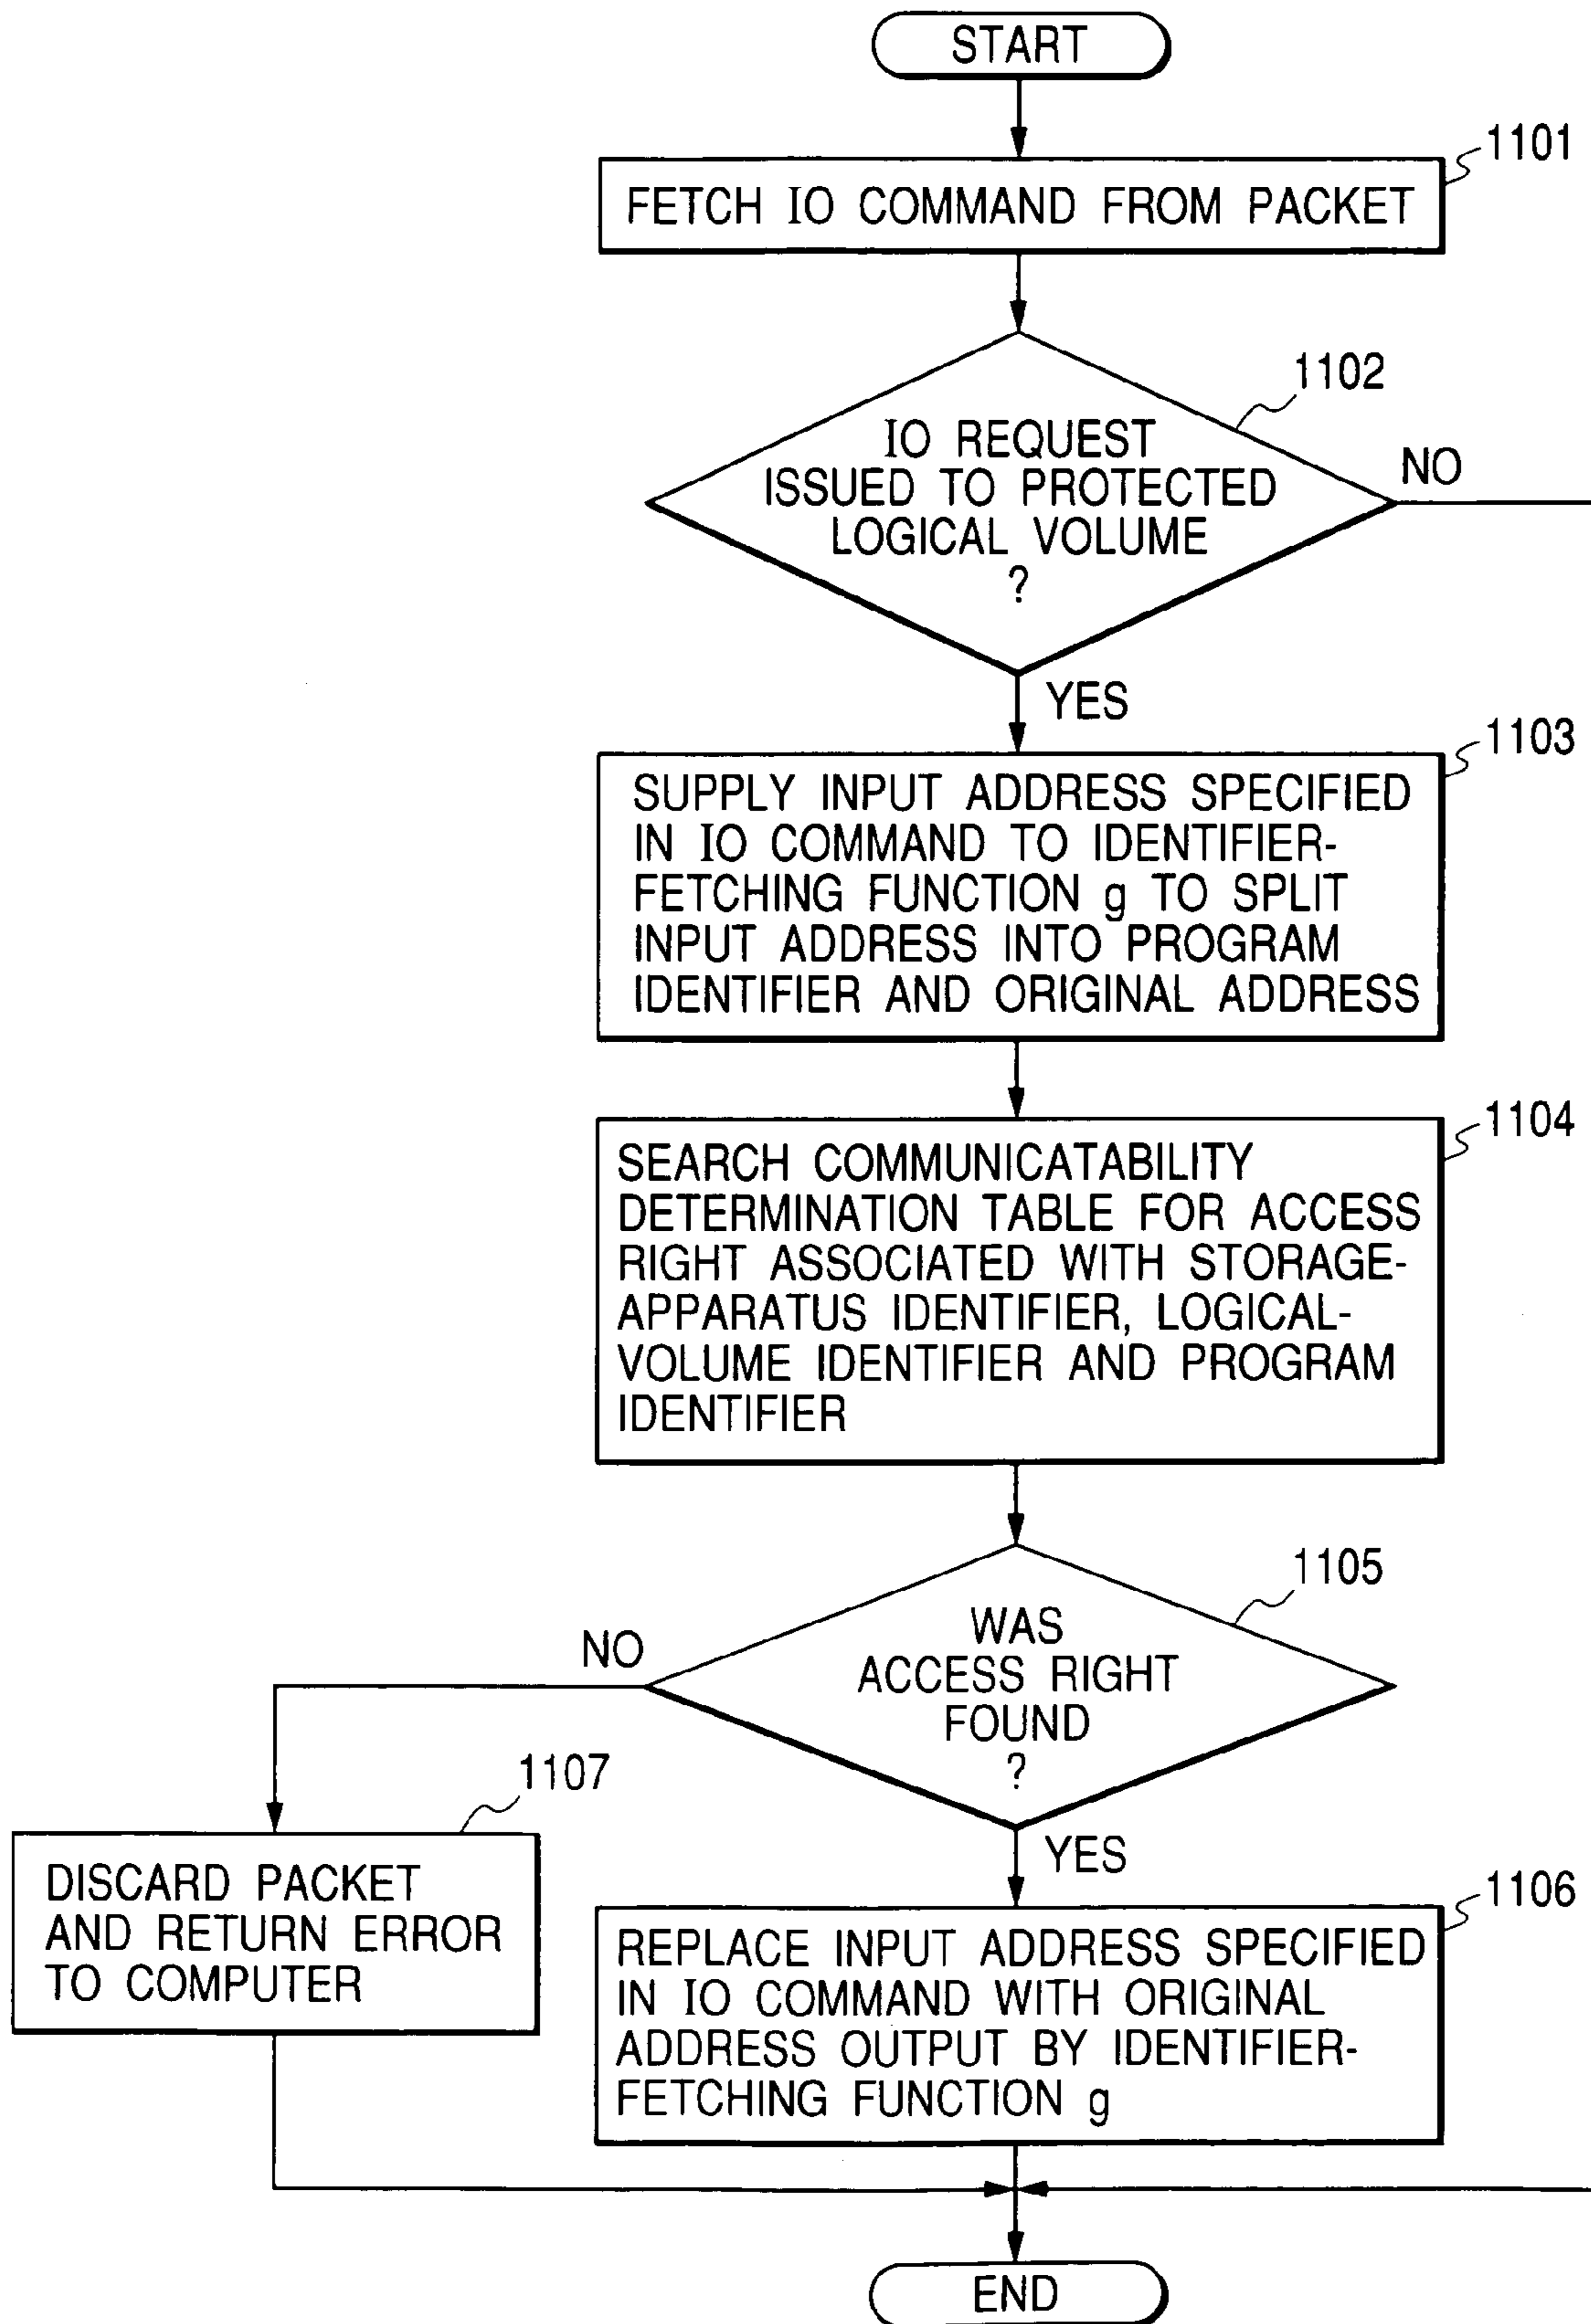 START
1101
FETCH IO COMMAND FROM PACKET
1102
IO REQUEST
ISSUED TO PROTECTED
LOGICAL VOLUME
?
NO
YES
1103
SUPPLY INPUT ADDRESS SPECIFIED
IN IO COMMAND TO IDENTIFIER-
FETCHING FUNCTION g TO SPLIT
INPUT ADDRESS INTO PROGRAM
IDENTIFIER AND ORIGINAL ADDRESS
1104
SEARCH COMMUNICATABILITY
DETERMINATION TABLE FOR ACCESS
RIGHT ASSOCIATED WITH STORAGE-
APPARATUS IDENTIFIER, LOGICAL-
VOLUME IDENTIFIER AND PROGRAM
IDENTIFIER
1105
WAS
ACCESS RIGHT
FOUND
?
NO
YES
1107
DISCARD PACKET
AND RETURN ERROR
TO COMPUTER
1106
REPLACE INPUT ADDRESS SPECIFIED
IN IO COMMAND WITH ORIGINAL
ADDRESS OUTPUT BY IDENTIFIER-
FETCHING FUNCTION g
END